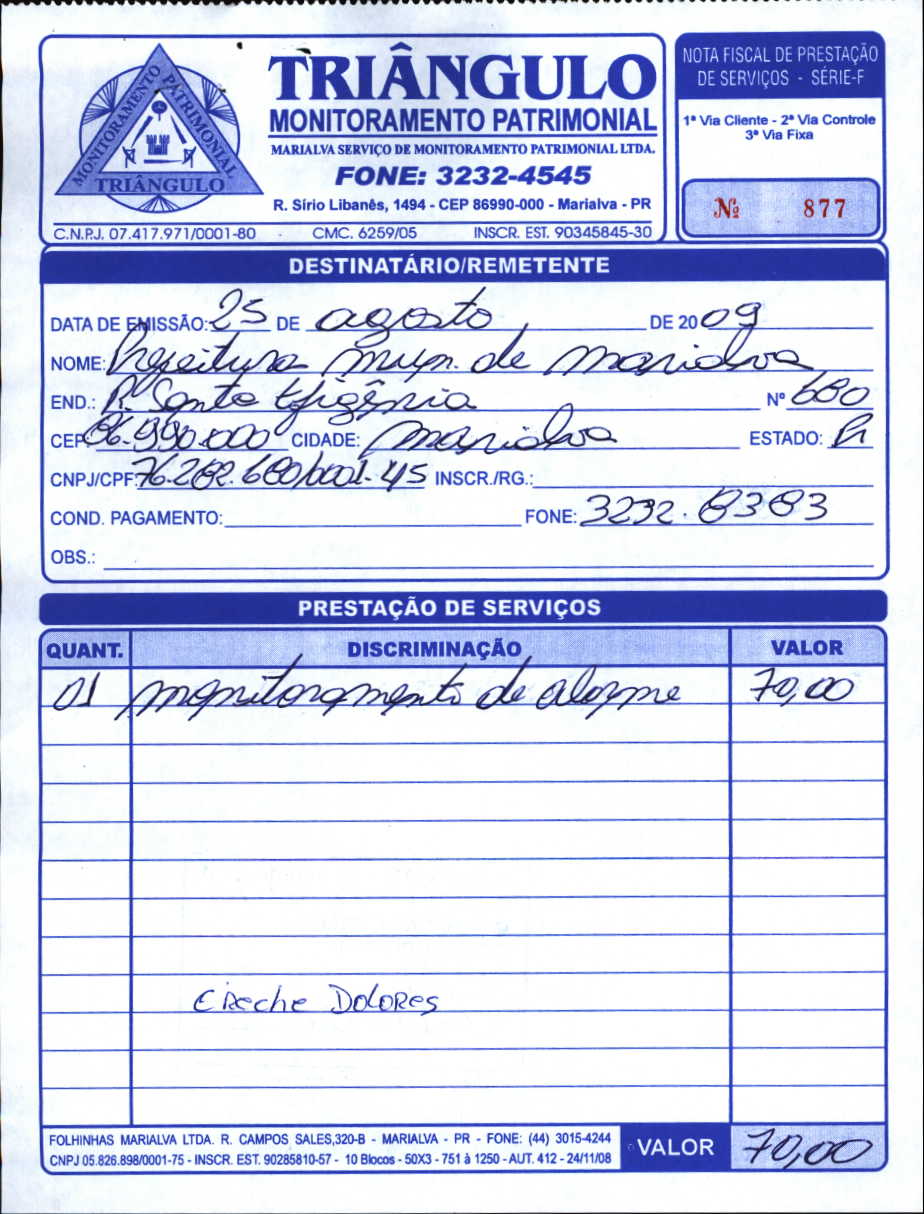 MONITORAMENTO PATRIMONIAL
TRIÂNGULO
TRIÂNGULO
MONITORAMENTO PATRIMONIAL
MARIALVA SERVIÇO DE MONITORAMENTO PATRIMONIAL LTDA.
FONE: 3232-4545
R. Sírio Libanês, 1494 - CEP 86990-000 - Marialva - PR
C.N.P.J. 07.417.971/0001-80 CMC. 6259/05 INSCR. EST. 90345845-30
NOTA FISCAL DE PRESTAÇÃO
DE SERVIÇOS - SÉRIE-F
1ª Via Cliente - 2ª Via Controle
3ª Via Fixa
Nº 877
DESTINATÁRIO/REMETENTE
DATA DE EMISSÃO: 25 DE agosto DE 2009
NOME: Prefeitura Mun. de Marialva
END.: R. Santa Efigênia Nº 680
CEP 86.990.000 CIDADE: Marialva ESTADO: Pr
CNPJ/CPF: 76.282.680/0001-45 INSCR./RG.:
COND. PAGAMENTO: FONE: 3232.8383
OBS.:
PRESTAÇÃO DE SERVIÇOS
QUANT. DISCRIMINAÇÃO VALOR
01 monitoramento de alarme 70,00
CReche DoLoRes
FOLHINHAS MARIALVA LTDA. R. CAMPOS SALES,320-B - MARIALVA - PR - FONE: (44) 3015-4244
CNPJ 05.826.898/0001-75 - INSCR. EST. 90285810-57 - 10 Blocos - 50X3 - 751 à 1250 - AUT. 412 - 24/11/08
VALOR 70,00